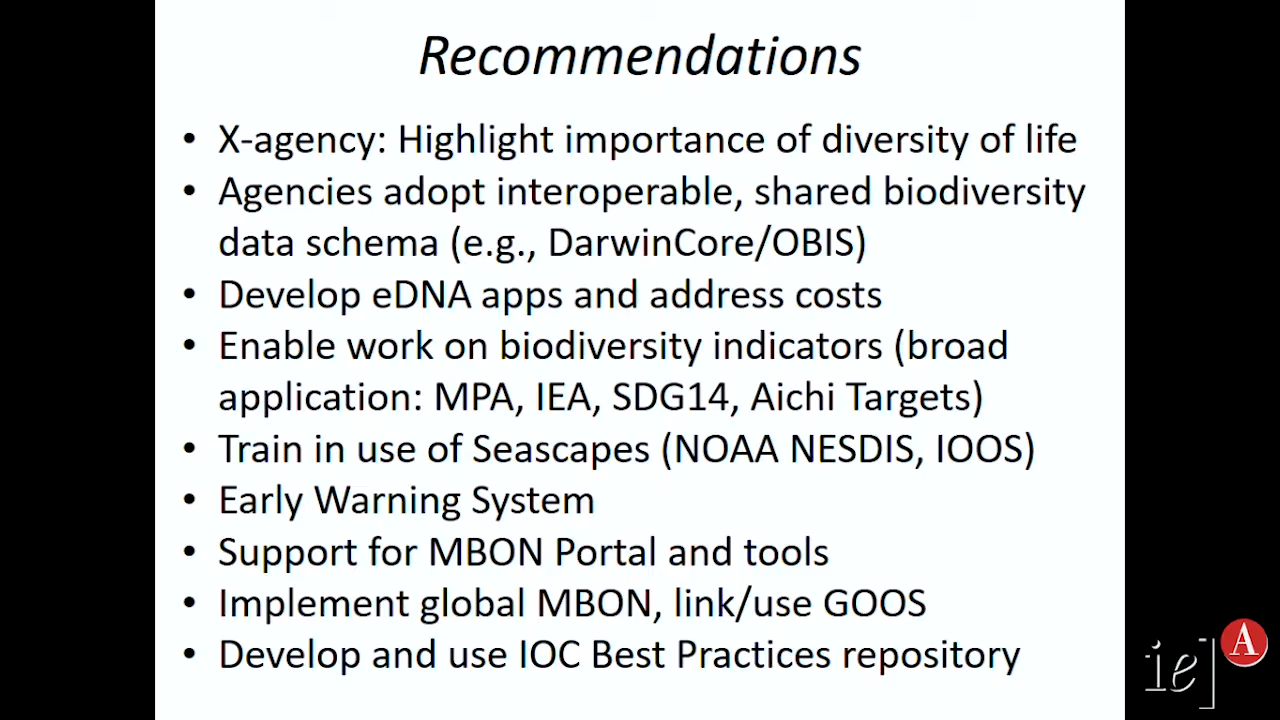 Recommendations
• X-agency: Highlight importance of diversity of life
• Agencies adopt interoperable, shared biodiversity
data schema (e.g., DarwinCore/OBIS)
• Develop eDNA apps and address costs
• Enable work on biodiversity indicators (broad
application: MPA, IEA, SDG14, Aichi Targets)
• Train in use of Seascapes (NOAA NESDIS, IOOS)
• Early Warning System
• Support for MBON Portal and tools
• Implement global MBON, link/use GOOS
• Develop and use IOC Best Practices repository
ie] A